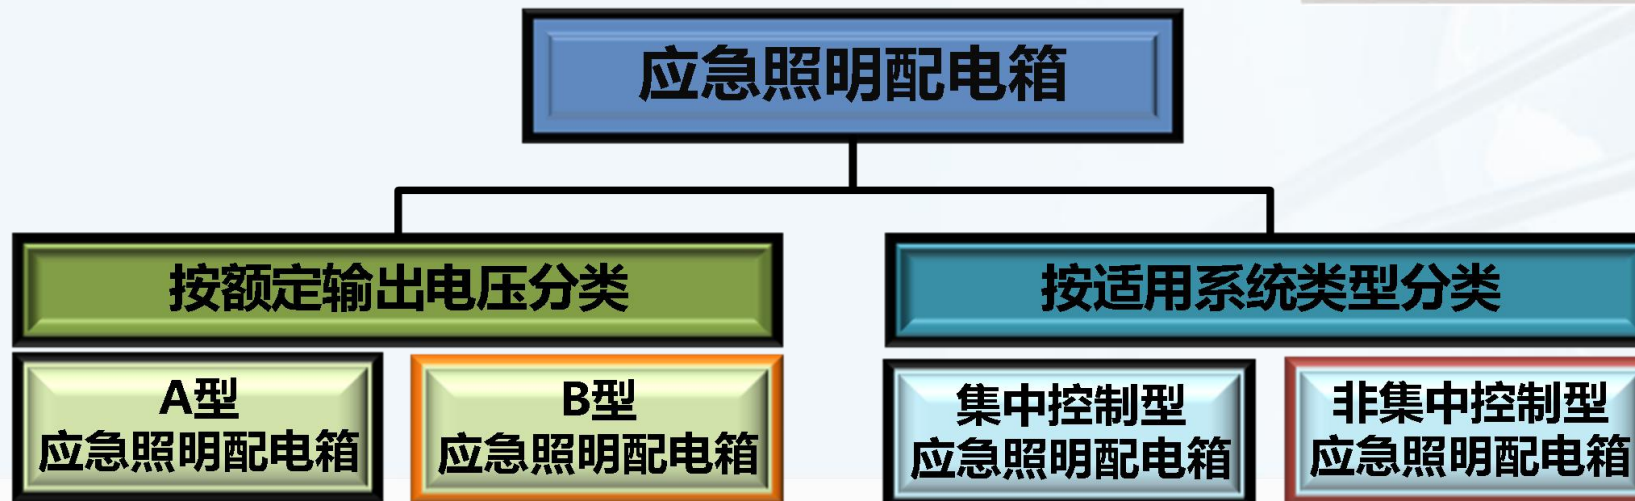 应急照明配电箱
按额定输出电压分类
按适用系统类型分类
A型
应急照明配电箱
B型
应急照明配电箱
集中控制型
应急照明配电箱
非集中控制型
应急照明配电箱